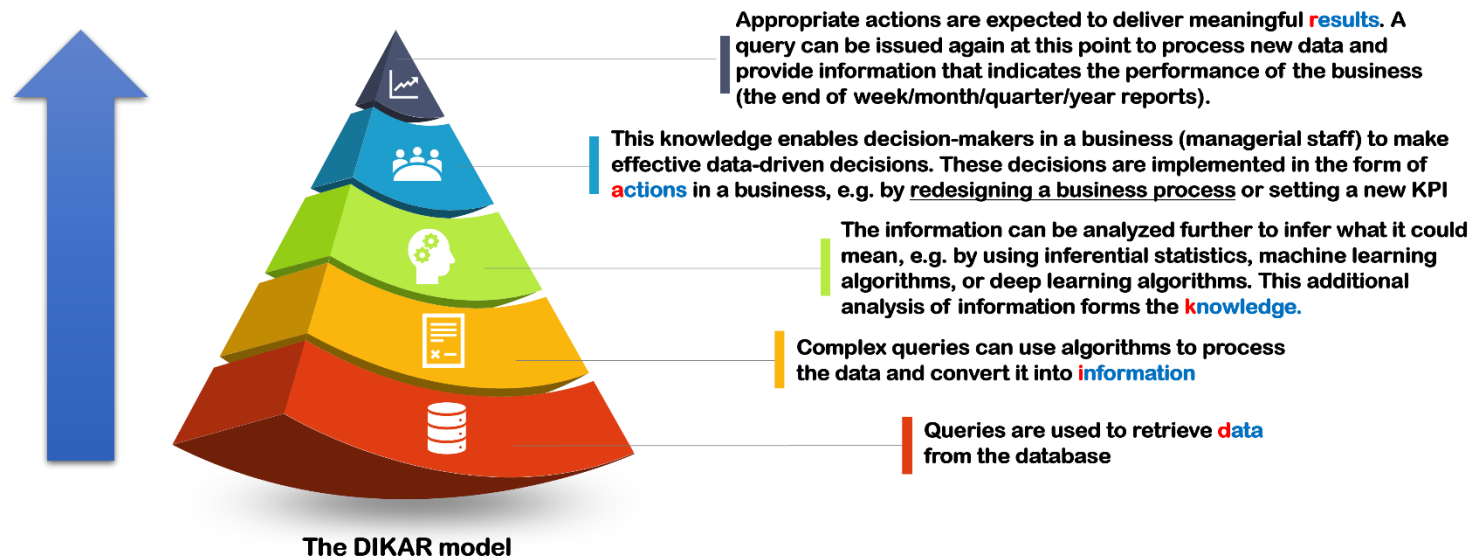 Appropriate actions are expected to deliver meaningful results. A
query can be issued again at this point to process new data and
provide information that indicates the performance of the business
(the end of week/month/quarter/year reports).
This knowledge enables decision-makers in a business (managerial staff) to make
effective data-driven decisions. These decisions are implemented in the form of
actions in a business, e.g. by redesigning a business process or setting a new KPI
The information can be analyzed further to infer what it could
mean, e.g. by using inferential statistics, machine learning
algorithms, or deep learning algorithms. This additional
analysis of information forms the knowledge.
Complex queries can use algorithms to process
the data and convert it into information
Queries are used to retrieve data
from the database
The DIKAR model